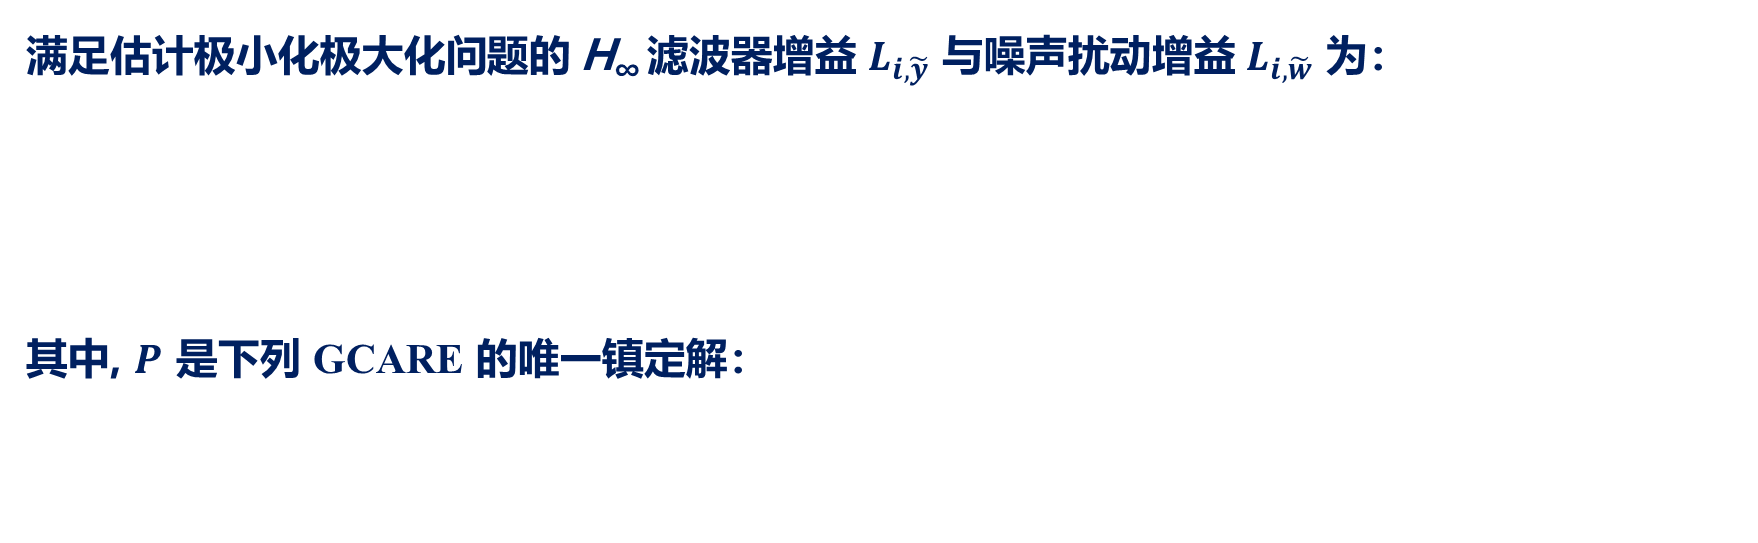 满足估计极小化极大化问题的 H∞ 滤波器增益 L_{i,ỹ} 与噪声扰动增益 L_{i,w̃} 为：
其中, P 是下列 GCARE 的唯一镇定解：